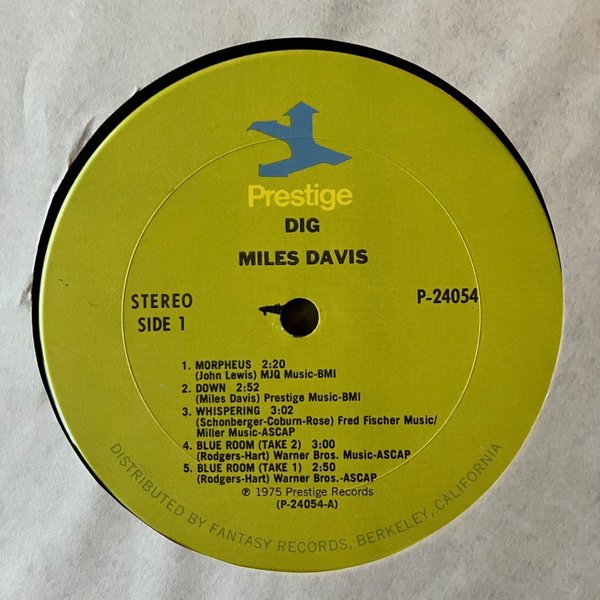 Prestige
DIG
MILES DAVIS
STEREO
SIDE 1
P-24054
1. MORPHEUS 2:20
(John Lewis) MJQ Music-BMI
2. DOWN 2:52
(Miles Davis) Prestige Music-BMI
3. WHISPERING 3:02
(Schonberger-Coburn-Rose) Fred Fischer Music/
Miller Music-ASCAP
4. BLUE ROOM (TAKE 2) 3:00
(Rodgers-Hart) Warner Bros. Music-ASCAP
5. BLUE ROOM (TAKE 1) 2:50
(Rodgers-Hart) Warner Bros.-ASCAP
℗ 1975 Prestige Records
(P-24054-A)
DISTRIBUTED BY FANTASY RECORDS, BERKELEY, CALIFORNIA